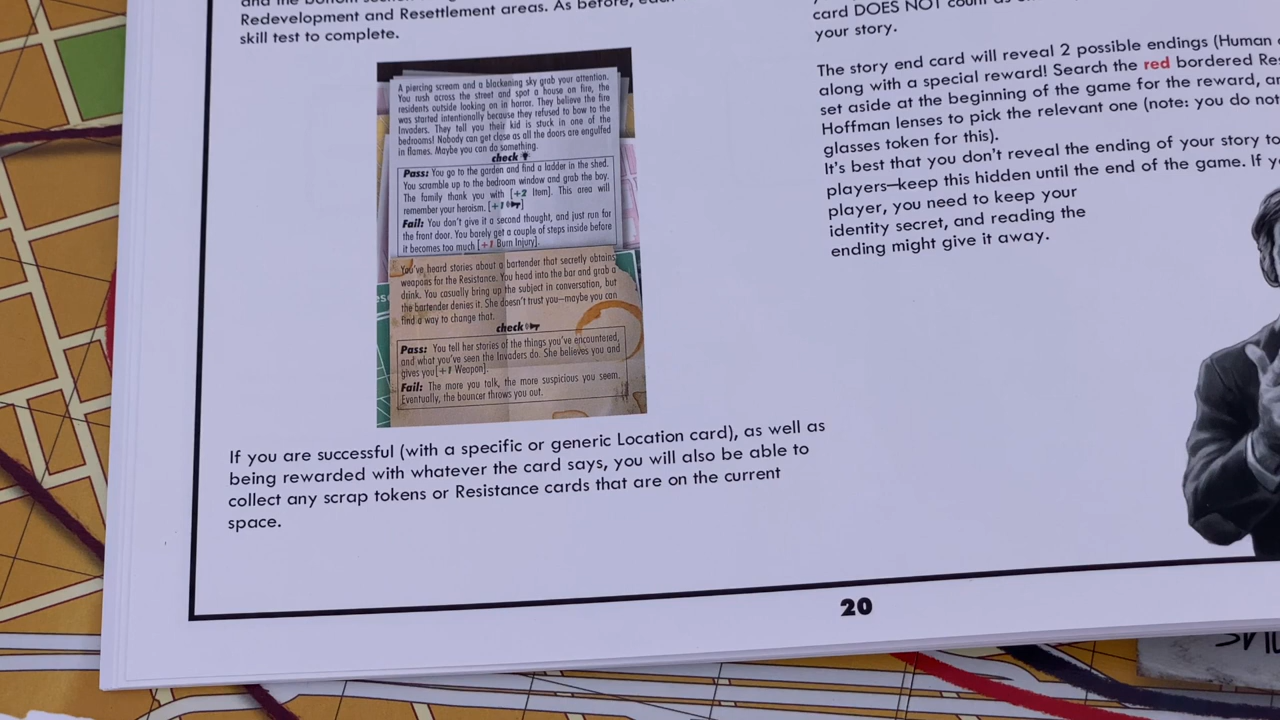 Redevelopment and Resettlement areas. As before,
skill test to complete.
A piercing scream and a blackening sky grab your attention.
You rush across the street and spot a house on fire, the
residents outside looking on in horror. They believe the fire
was started intentionally because they refused to bow to the
Invaders. They tell you their kid is stuck in one of the
bedrooms! Nobody can get close as all the doors are engulfed
in flames. Maybe you can do something.
check
Pass: You go to the garden and find a ladder in the shed.
You scramble up to the bedroom window and grab the boy.
The family thank you with [+2 Item]. This area will
remember your heroism. [+1 ]
Fail: You don't give it a second thought, and just run for
the front door. You barely get a couple of steps inside before
it becomes too much [+1 Burn Injury].
You've heard stories about a bartender that secretly obtains
weapons for the Resistance. You head into the bar and grab a
drink. You casually bring up the subject in conversation, but
the bartender denies it. She doesn't trust you—maybe you can
find a way to change that.
check
Pass: You tell her stories of the things you've encountered,
and what you've seen the Invaders do. She believes you and
gives you [+1 Weapon].
Fail: The more you talk, the more suspicious you seem.
Eventually, the bouncer throws you out.
If you are successful (with a specific or generic Location card), as well as
being rewarded with whatever the card says, you will also be able to
collect any scrap tokens or Resistance cards that are on the current
space.
card DOES NOT count as
your story.
The story end card will reveal 2 possible endings (Human
along with a special reward! Search the red bordered
set aside at the beginning of the game for the reward,
Hoffman lenses to pick the relevant one (note: you do not
glasses token for this).
It's best that you don't reveal the ending of your story to
players—keep this hidden until the end of the game. If
player, you need to keep your
identity secret, and reading the
ending might give it away.
20